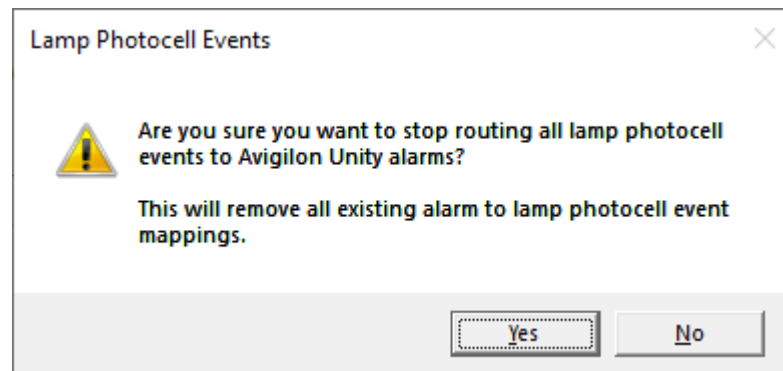 Lamp Photocell Events
Are you sure you want to stop routing all lamp photocell
events to Avigilon Unity alarms?
This will remove all existing alarm to lamp photocell event
mappings.
Yes
No